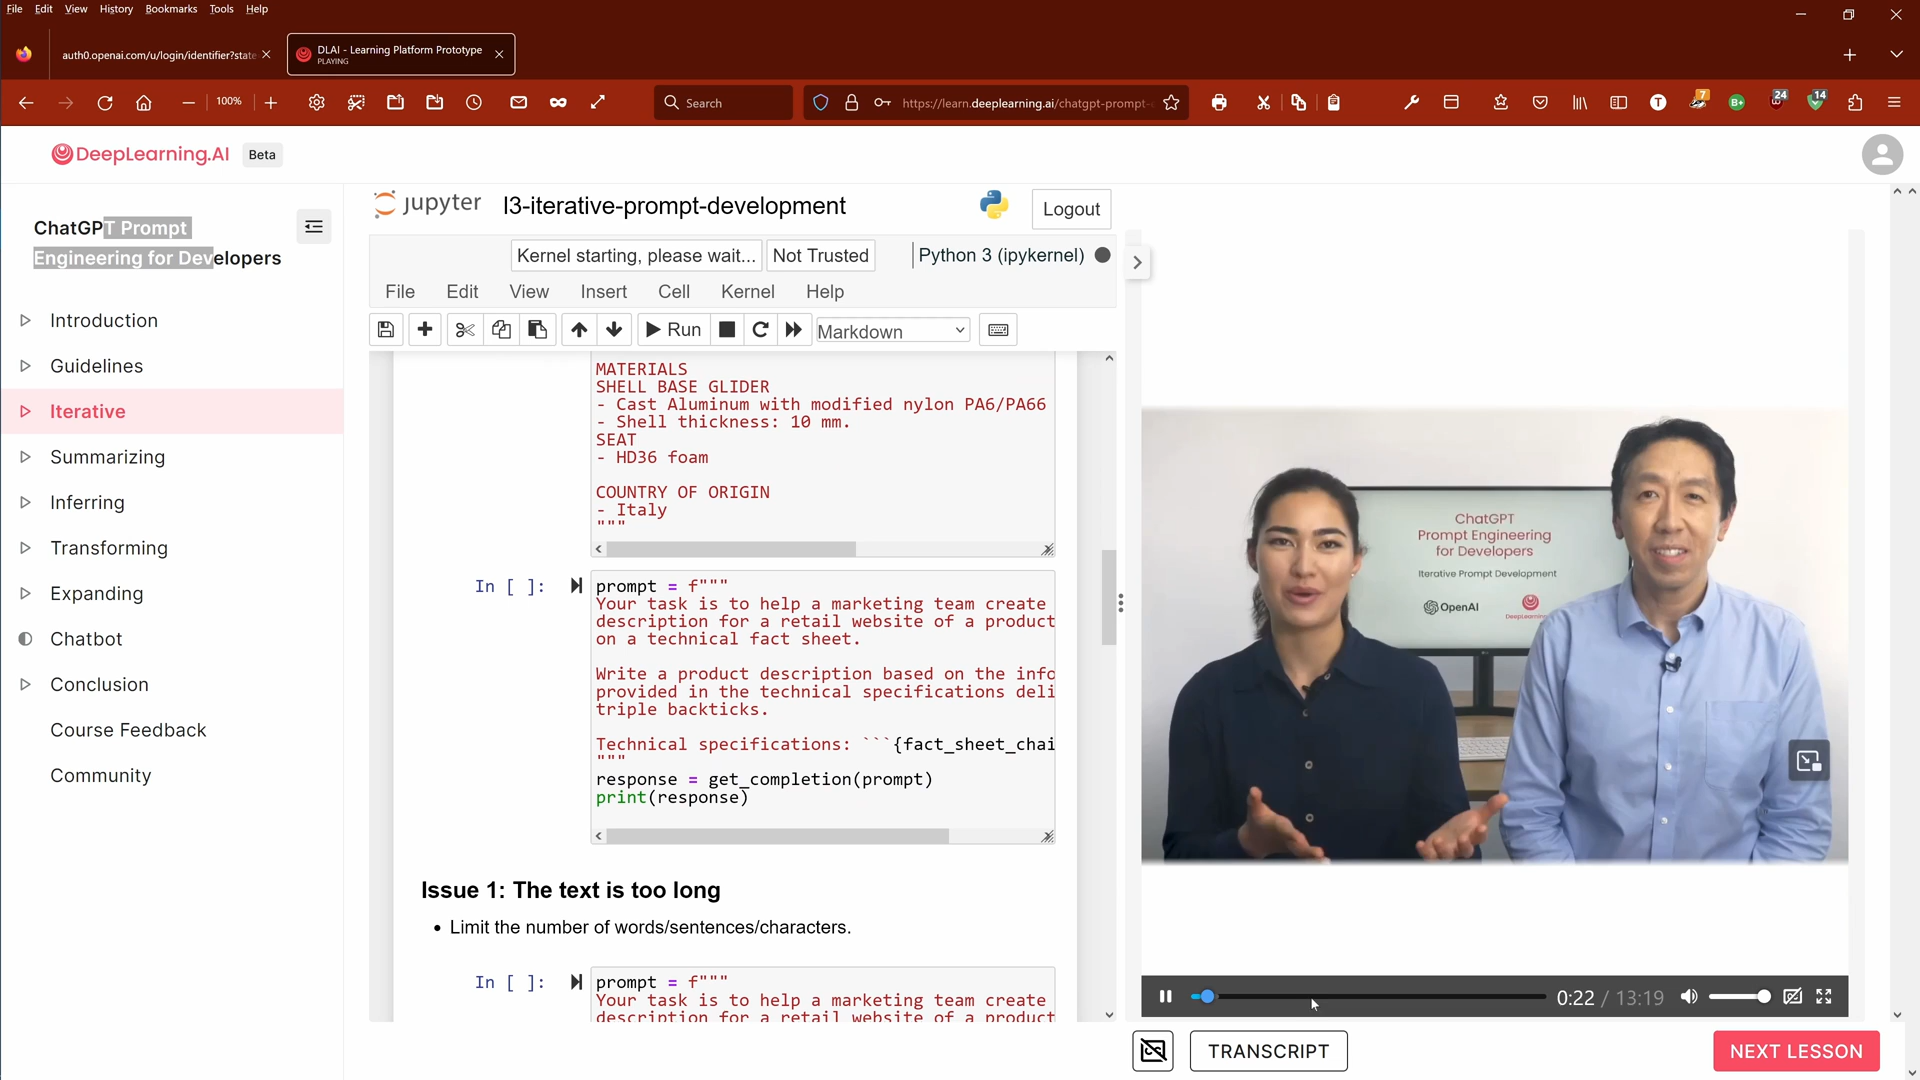 File Edit View History Bookmarks Tools Help
auth0.openai.com/u/login/identifier?state
DLAI - Learning Platform Prototype
PLAYING
100%
Search
https://learn.deeplearning.ai/chatgpt-prompt-
7
B+
24
14
T
DeepLearning.AI
Beta
ChatGPT Prompt
Engineering for Developers
Introduction
Guidelines
Iterative
Summarizing
Inferring
Transforming
Expanding
Chatbot
Conclusion
Course Feedback
Community
jupyter
l3-iterative-prompt-development
Logout
Kernel starting, please wait...
Not Trusted
Python 3 (ipykernel)
File Edit View Insert Cell Kernel Help
Run
Markdown
MATERIALS
SHELL BASE GLIDER
- Cast Aluminum with modified nylon PA6/PA66
- Shell thickness: 10 mm.
SEAT
- HD36 foam
COUNTRY OF ORIGIN
- Italy
"""
In [ ]:
prompt = f"""
Your task is to help a marketing team create
description for a retail website of a product
on a technical fact sheet.
Write a product description based on the info
provided in the technical specifications deli
triple backticks.
Technical specifications: ```{fact_sheet_chai
"""
response = get_completion(prompt)
print(response)
Issue 1: The text is too long
• Limit the number of words/sentences/characters.
In [ ]:
prompt = f"""
Your task is to help a marketing team create
description for a retail website of a product
ChatGPT
Prompt Engineering
for Developers
Iterative Prompt Development
OpenAI
0:22 / 13:19
TRANSCRIPT
NEXT LESSON